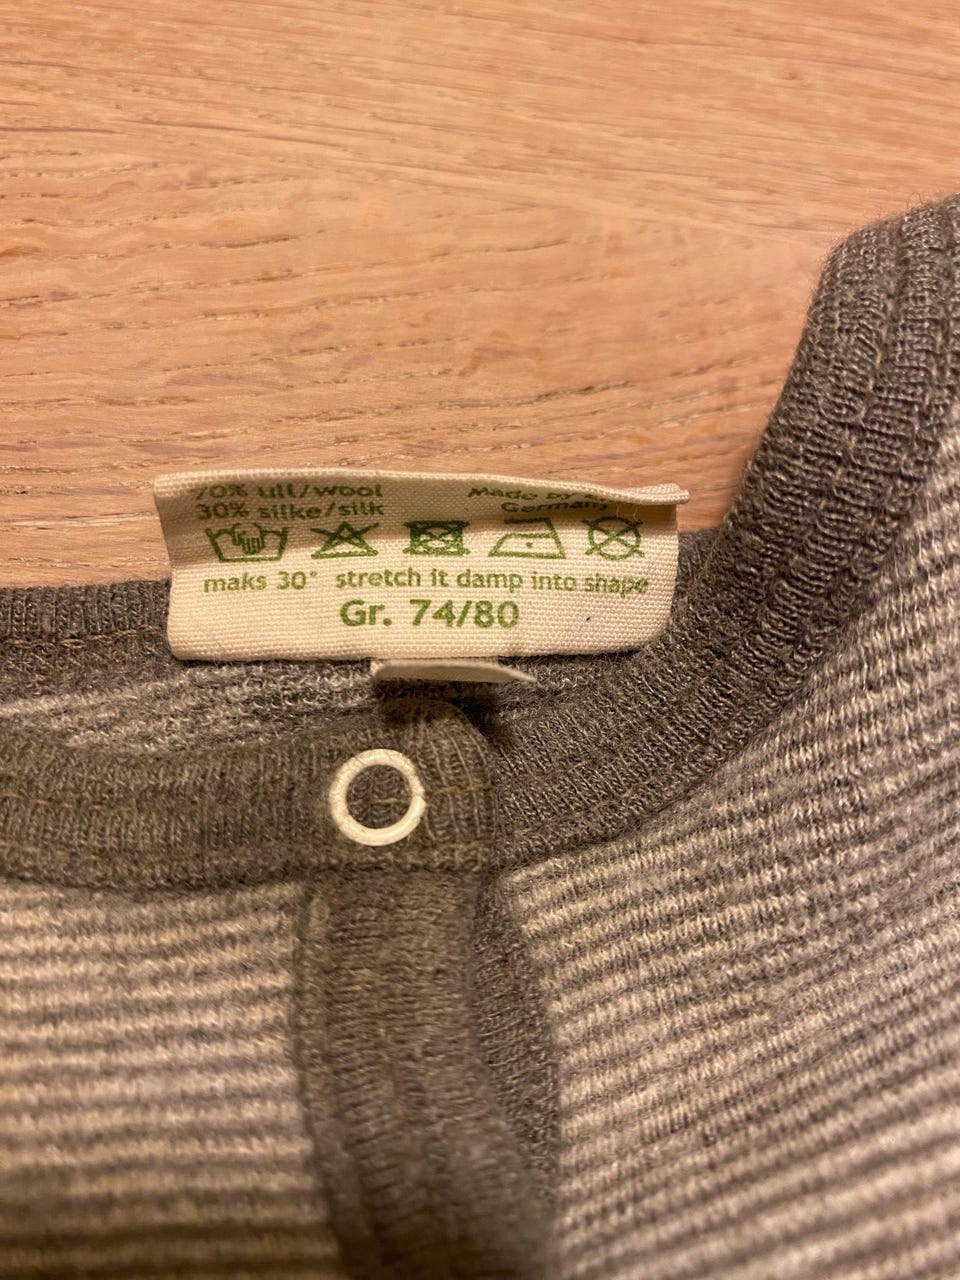 70% ull/wool
30% silke/silk
Made by
Germany
maks 30° stretch it damp into shape
Gr. 74/80